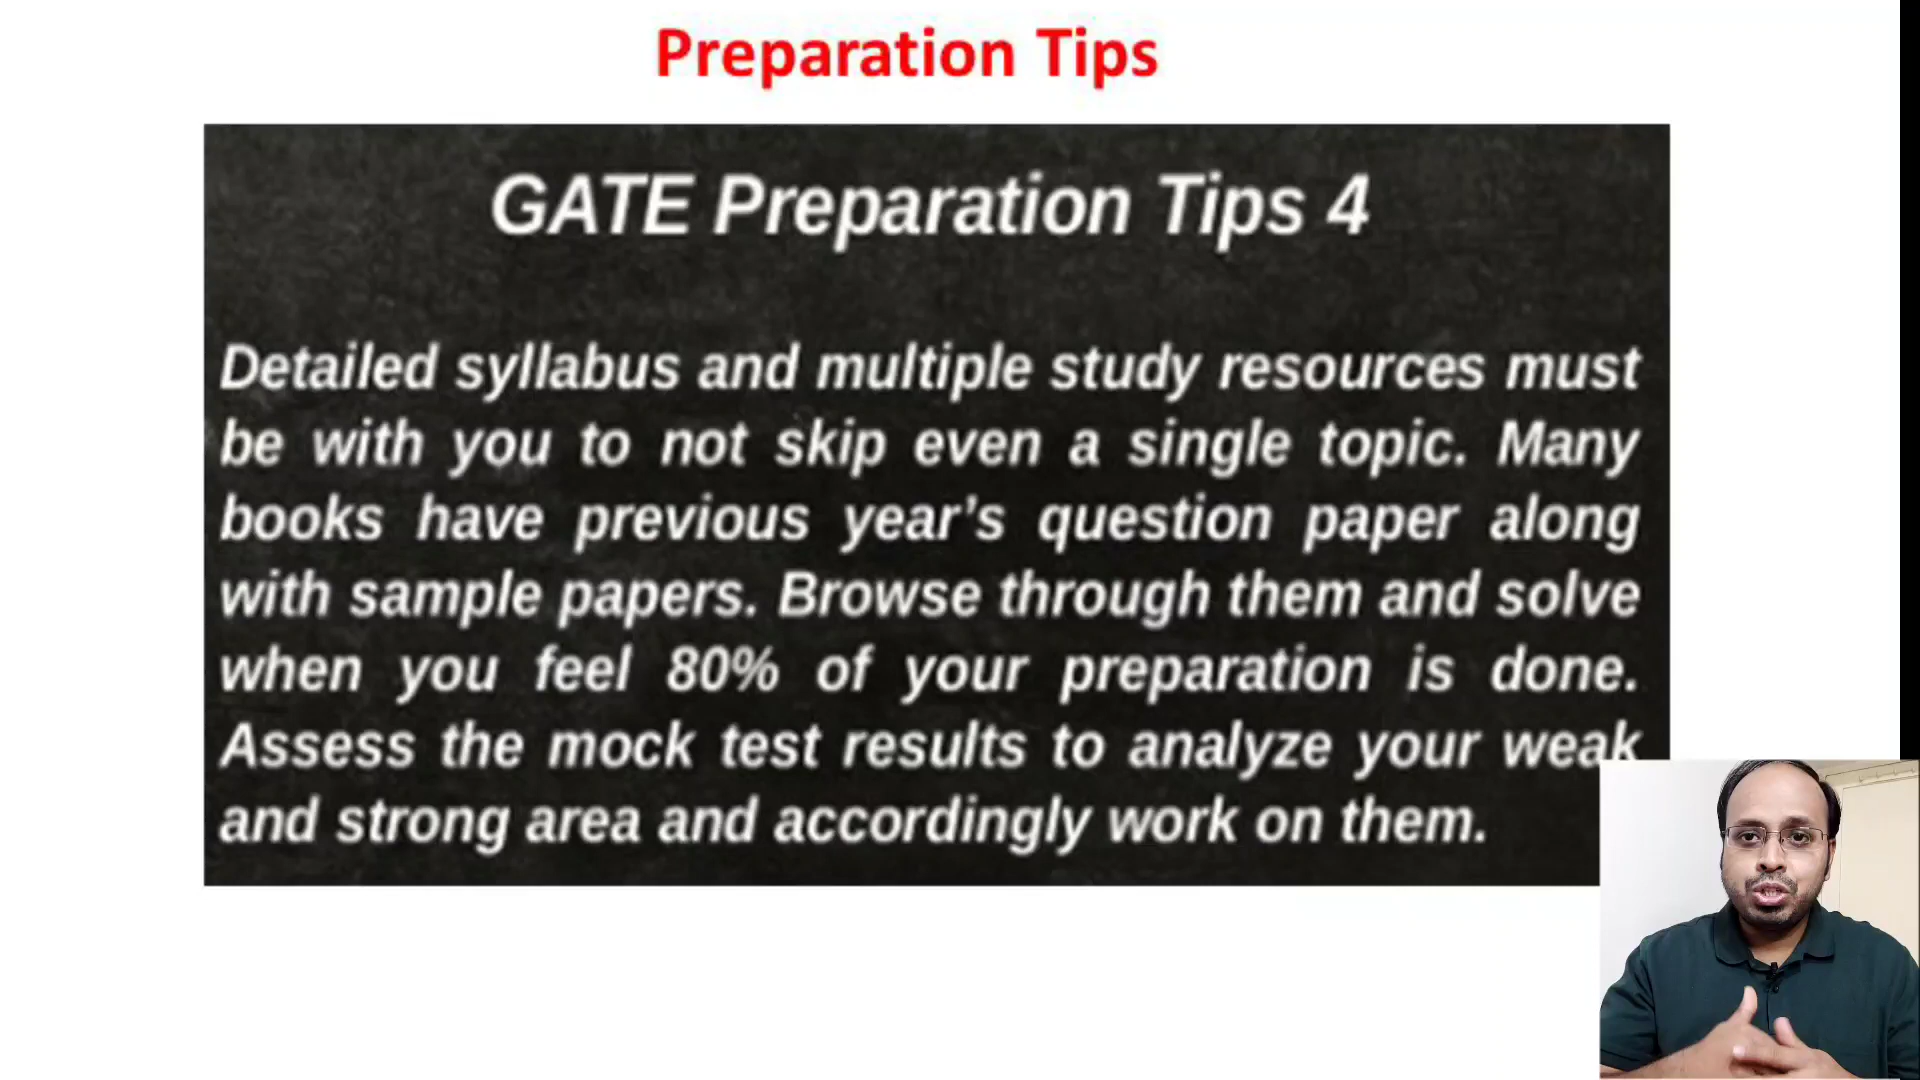 Preparation Tips
GATE Preparation Tips 4
Detailed syllabus and multiple study resources must
be with you to not skip even a single topic. Many
books have previous year’s question paper along
with sample papers. Browse through them and solve
when you feel 80% of your preparation is done.
Assess the mock test results to analyze your weak
and strong area and accordingly work on them.